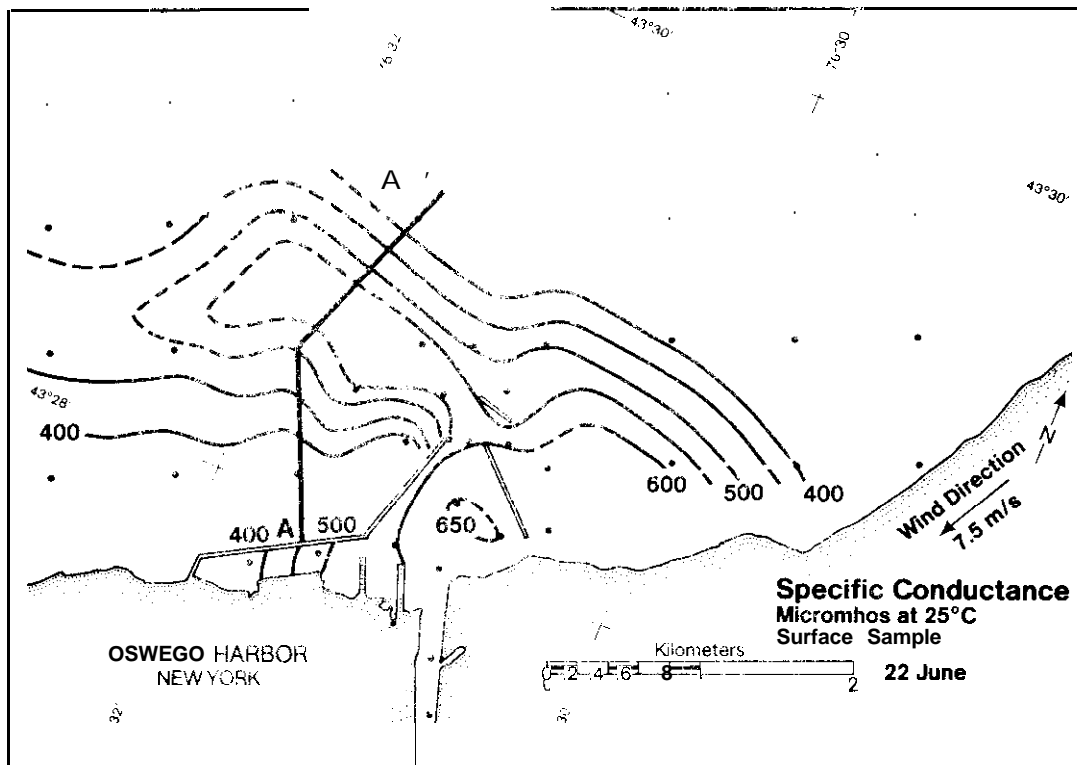 43°30'
76°30'
A
'
43°30'
43°28'
400
600
500
400
400
A
500
650
Wind Direction
7.5 m/s
N
Specific Conductance
Micromhos at 25°C
Surface Sample
22 June
OSWEGO HARBOR
NEW YORK
Kilometers
0 .2 .4 .6 .8 1
2
32'